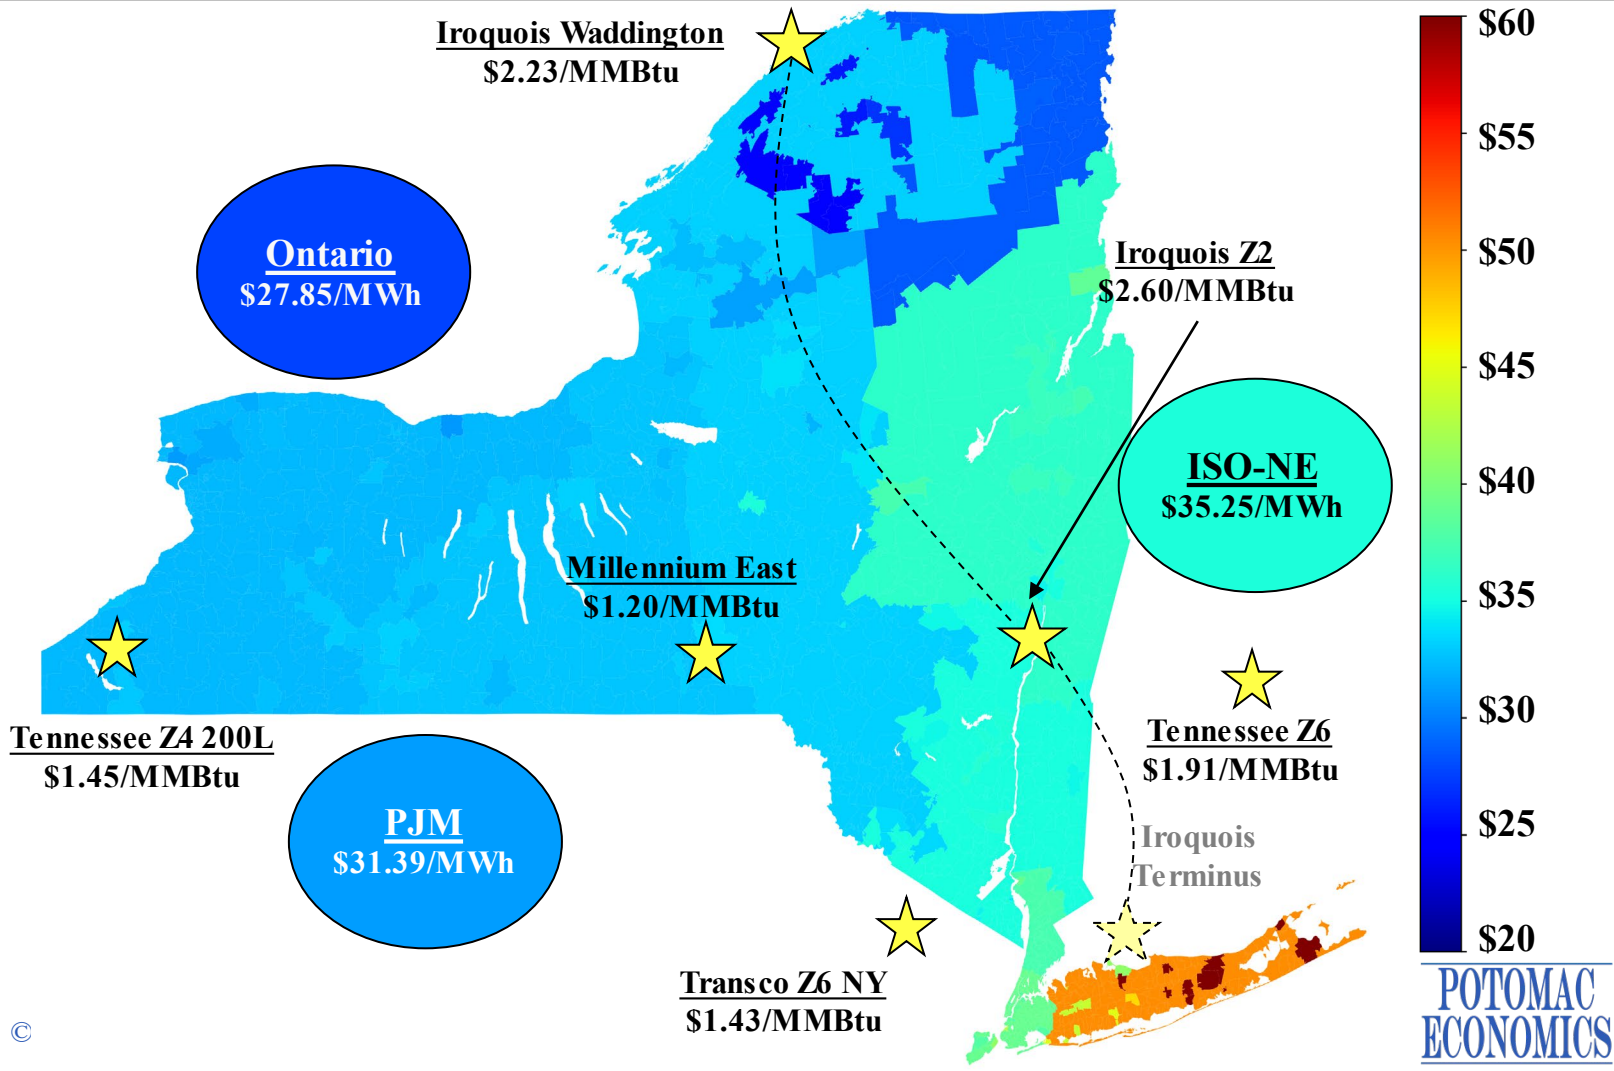 Iroquois Waddington
$2.23/MMBtu
$60
$55
$50
$45
$40
$35
$30
$25
$20
Ontario
$27.85/MWh
Iroquois Z2
$2.60/MMBtu
ISO-NE
$35.25/MWh
Millennium East
$1.20/MMBtu
Tennessee Z4 200L
$1.45/MMBtu
Tennessee Z6
$1.91/MMBtu
PJM
$31.39/MWh
Iroquois
Terminus
Transco Z6 NY
$1.43/MMBtu
©
POTOMAC
ECONOMICS